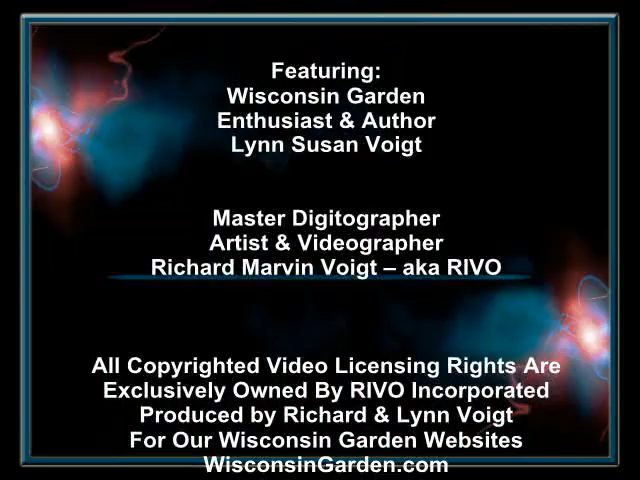 Featuring:
Wisconsin Garden
Enthusiast & Author
Lynn Susan Voigt
Master Digitographer
Artist & Videographer
Richard Marvin Voigt – aka RIVO
All Copyrighted Video Licensing Rights Are
Exclusively Owned By RIVO Incorporated
Produced by Richard & Lynn Voigt
For Our Wisconsin Garden Websites
WisconsinGarden.com